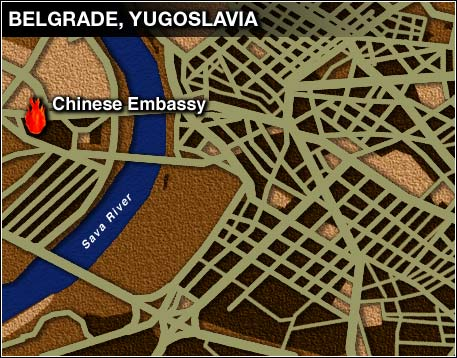 BELGRADE, YUGOSLAVIA
Chinese Embassy
Sava River